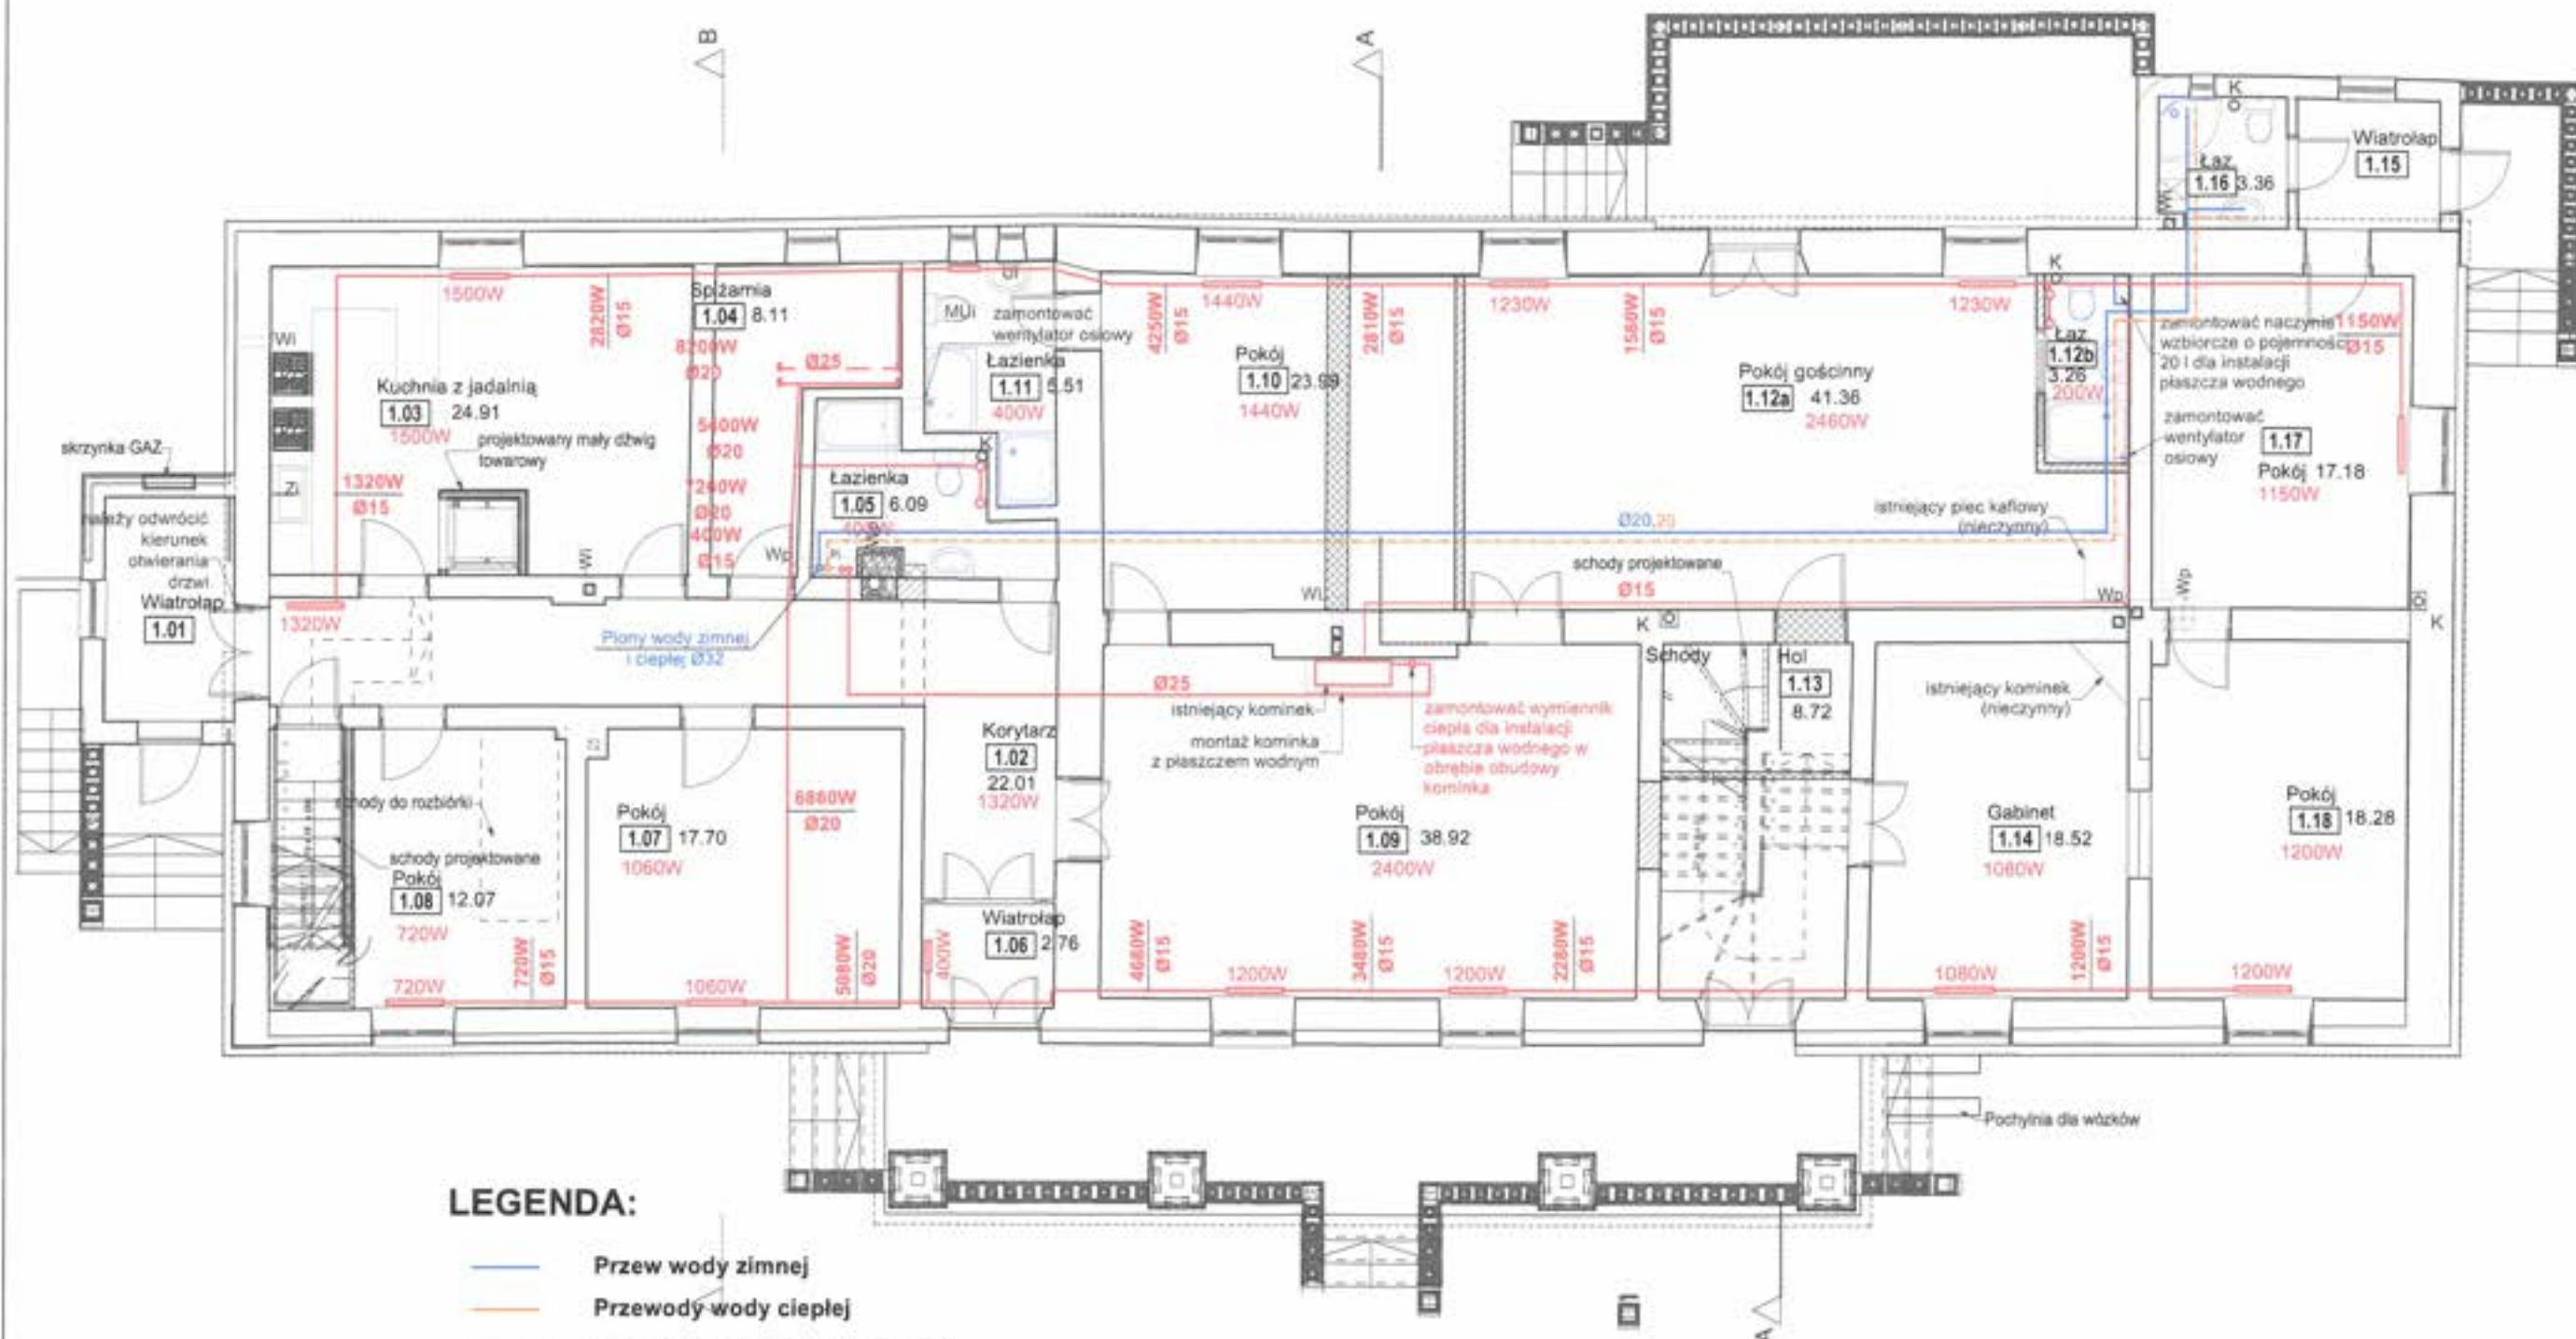 B
A
K
Wiatrołap
1.15
Łaz.
1.16 3.36
Wi
1500W
2820W
Ø15
Spiżarnia
1.04 8.11
8200W
Ø20
Ø25
MUi
zamontować
wentylator osiowy
Łazienka
1.11 5.51
400W
4250W
Ø15
1440W
Pokój
1.10 23.99
1440W
2810W
Ø15
1230W
1560W
Ø15
Pokój gościnny
1.12a 41.36
2460W
1230W
K
Łaz.
1.12b
3.26
200W
zamontować naczynie
wzbiorcze o pojemności
20 l dla instalacji
płaszcza wodnego
1150W
Ø15
zamontować
wentylator
osiowy
1.17
Pokój 17.18
1150W
Wi
Kuchnia z jadalnią
1.03 24.91
1500W
projektowany mały dźwig
towarowy
Zi
1320W
Ø15
5600W
Ø20
7260W
Ø20
400W
Ø15
Łazienka
1.05 6.09
400W
K
Wp
Wi
skrzynka GAZ
należy odwrócić
kierunek
otwierania
drzwi
Wiatrołap
1.01
1320W
Piony wody zimnej
i ciepłej Ø32
Ø20,20
istniejący piec kaflowy
(nieczynny)
schody projektowane
Ø15
Wi
Wp
Wp
K
K
Ø25
istniejący kominek
montaż kominka
z płaszczem wodnym
zamontować wymiennik
ciepła dla instalacji
płaszcza wodnego w
obrębie obudowy
kominka
Schody
Hol
1.13
8.72
istniejący kominek
(nieczynny)
Korytarz
1.02
22.01
1320W
schody do rozbiórki
schody projektowane
Pokój
1.08 12.07
720W
Pokój
1.07 17.70
1060W
6860W
Ø20
Pokój
1.09 38.92
2400W
Gabinet
1.14 18.52
1080W
Pokój
1.18 18.28
1200W
Wiatrołap
1.06 2.76
400W
720W
720W
Ø15
1060W
5080W
Ø20
4680W
Ø15
1200W
3480W
Ø15
1200W
2280W
Ø15
1080W
1200W
Ø15
1200W
Pochylnia dla wózków
LEGENDA:
Przew wody zimnej
Przewody wody ciepłej
A